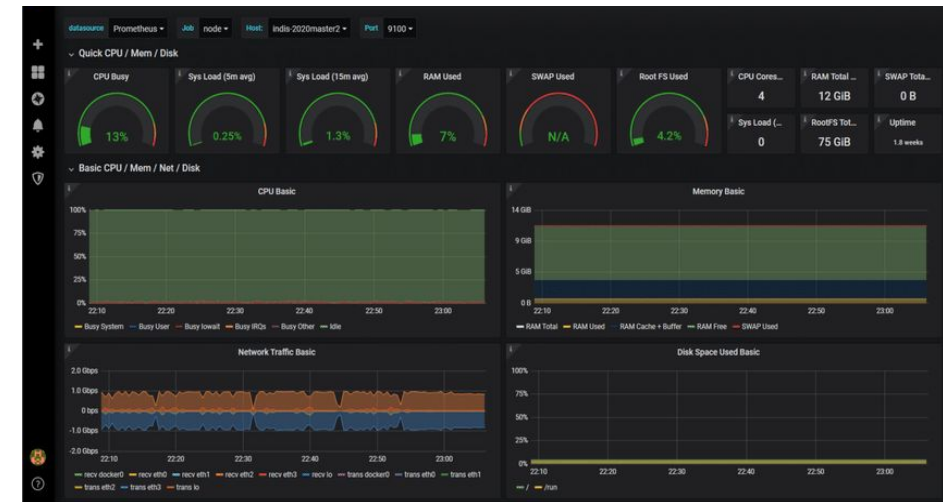 datasource Prometheus Job node Host: indis-2020master2 Port 9100
Quick CPU / Mem / Disk
CPU Busy
Sys Load (5m avg)
Sys Load (15m avg)
RAM Used
SWAP Used
Root FS Used
CPU Cores...
RAM Total ...
SWAP Tota...
13%
0.25%
1.3%
7%
N/A
4.2%
4
12 GiB
0 B
Sys Load (...
RootFS Tot...
Uptime
0
75 GiB
1.8 weeks
Basic CPU / Mem / Net / Disk
CPU Basic
100%
75%
50%
25%
0%
22:10 22:20 22:30 22:40 22:50 23:00
Busy System Busy User Busy Iowait Busy IRQs Busy Other Idle
Memory Basic
14 GiB
9 GiB
5 GiB
0 B
22:10 22:20 22:30 22:40 22:50 23:00
RAM Total RAM Used RAM Cache + Buffer RAM Free SWAP Used
Network Traffic Basic
2.0 Gbps
1.0 Gbps
0 bps
-1.0 Gbps
-2.0 Gbps
22:10 22:20 22:30 22:40 22:50 23:00
recv docker0 recv eth0 recv eth1 recv eth2 recv eth3 recv lo trans docker0 trans eth0 trans eth1
trans eth2 trans eth3 trans lo
Disk Space Used Basic
100%
75%
50%
25%
0%
22:10 22:20 22:30 22:40 22:50 23:00
/ /run